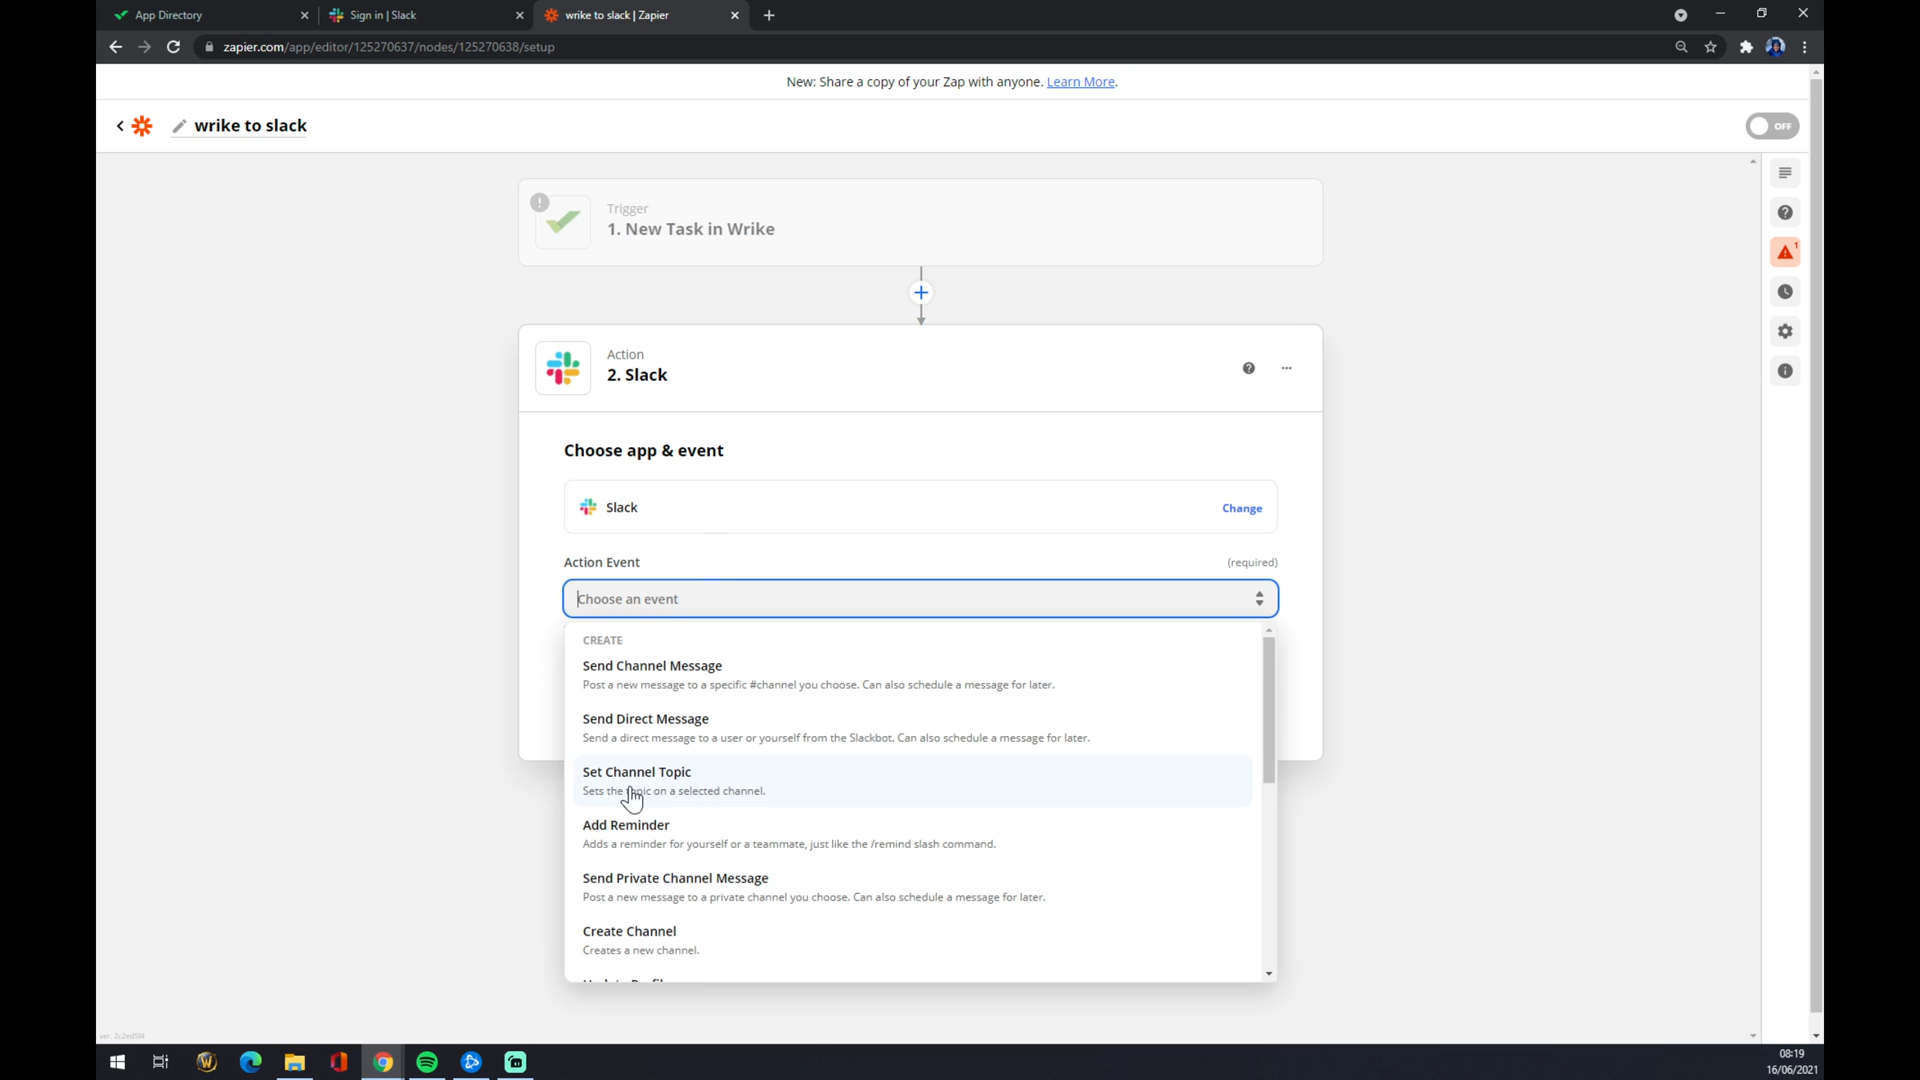 App Directory
Sign in | Slack
wrike to slack | Zapier
zapier.com/app/editor/125270637/nodes/125270638/setup
New: Share a copy of your Zap with anyone. Learn More.
wrike to slack
OFF
Trigger
1. New Task in Wrike
1
Action
2. Slack
Choose app & event
Slack
Change
Action Event
(required)
Choose an event
CREATE
Send Channel Message
Post a new message to a specific #channel you choose. Can also schedule a message for later.
Send Direct Message
Send a direct message to a user or yourself from the Slackbot. Can also schedule a message for later.
Set Channel Topic
Sets the topic on a selected channel.
Add Reminder
Adds a reminder for yourself or a teammate, just like the /remind slash command.
Send Private Channel Message
Post a new message to a private channel you choose. Can also schedule a message for later.
Create Channel
Creates a new channel.
08:19
16/06/2021